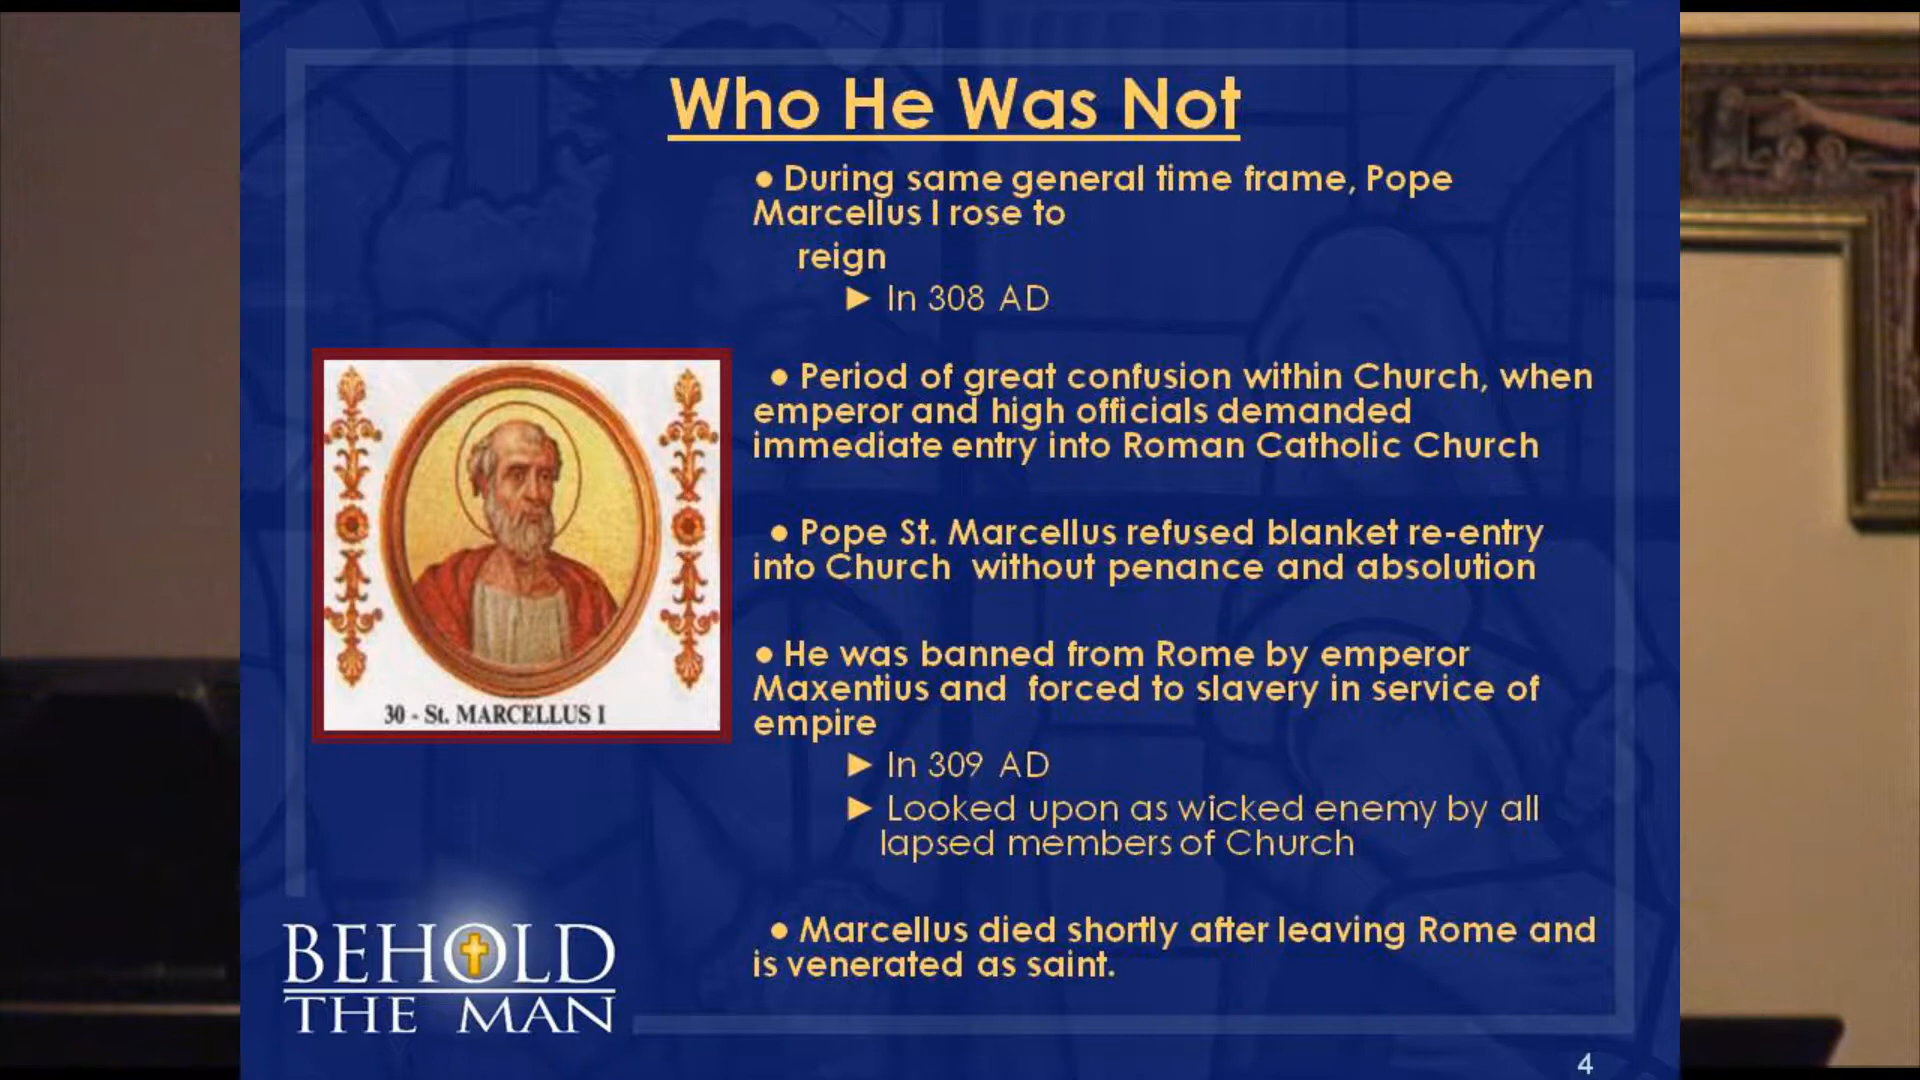 Who He Was Not
● During same general time frame, Pope
Marcellus I rose to
reign
► In 308 AD
● Period of great confusion within Church, when
emperor and high officials demanded
immediate entry into Roman Catholic Church
● Pope St. Marcellus refused blanket re-entry
into Church without penance and absolution
● He was banned from Rome by emperor
Maxentius and forced to slavery in service of
empire
► In 309 AD
► Looked upon as wicked enemy by all
lapsed members of Church
● Marcellus died shortly after leaving Rome and
is venerated as saint.
30 - St. MARCELLUS I
BEHOLD
THE MAN
4